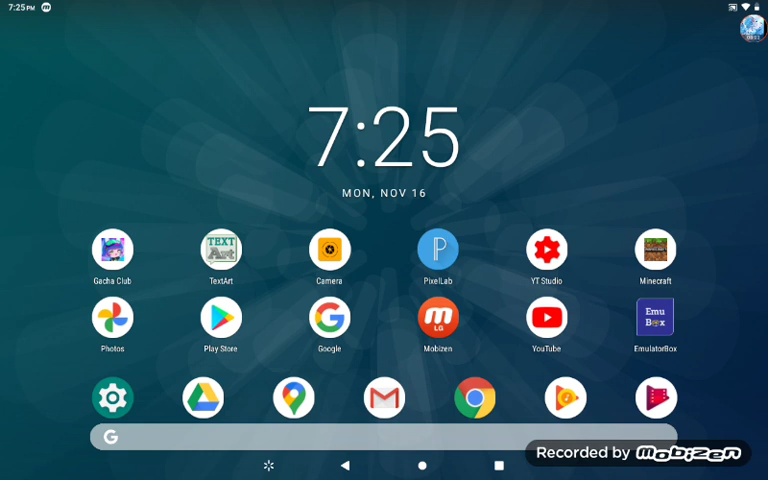 7:25 PM
7:25
MON, NOV 16
TEXT
Art
P
Gacha Club
TextArt
Camera
PixelLab
YT Studio
Minecraft
LG
Emu
Box
Photos
Play Store
Google
Mobizen
YouTube
EmulatorBox
G
Recorded by mobizen